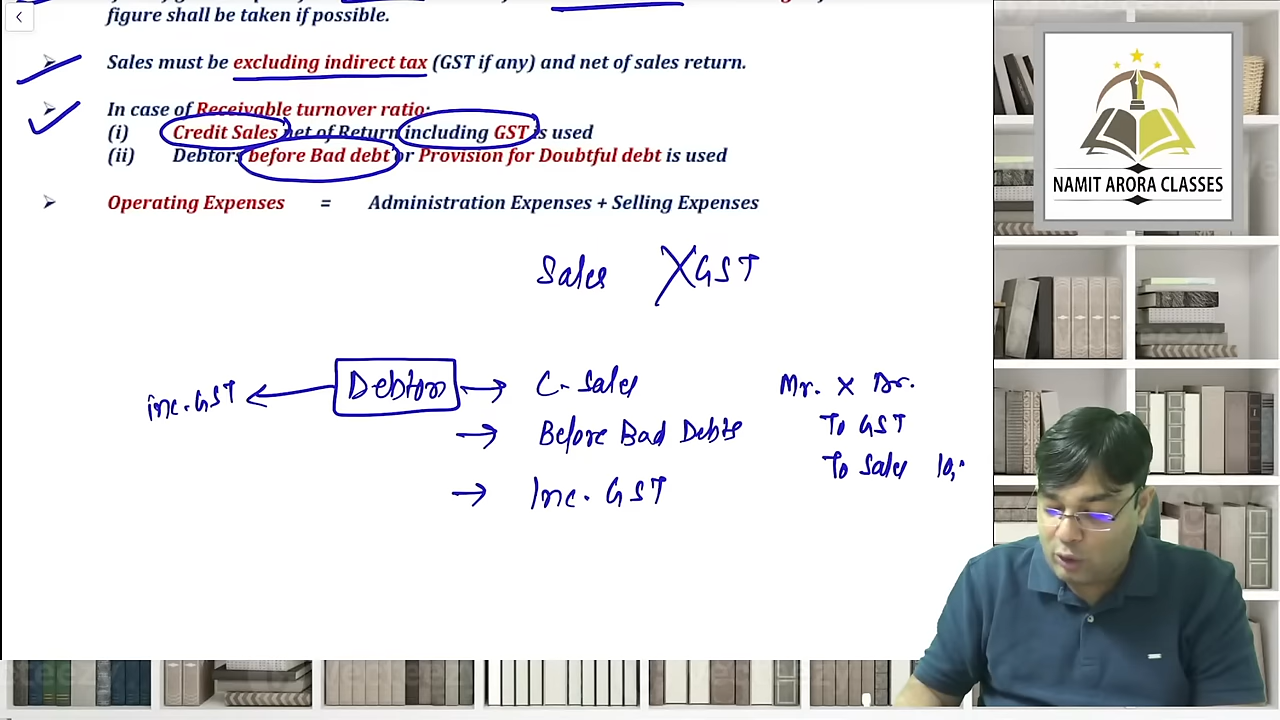 figure shall be taken if possible.
Sales must be excluding indirect tax (GST if any) and net of sales return.
In case of Receivable turnover ratio:
(i) Credit Sales net of Return including GST is used
(ii) Debtors before Bad debt or Provision for Doubtful debt is used
Operating Expenses = Administration Expenses + Selling Expenses
NAMIT ARORA CLASSES
Sales XGST
inc. GST ← Debtors → C. Sales
→ Before Bad Debts
→ Inc. GST
Mr. X Dr.
To GST
To Sales 10,